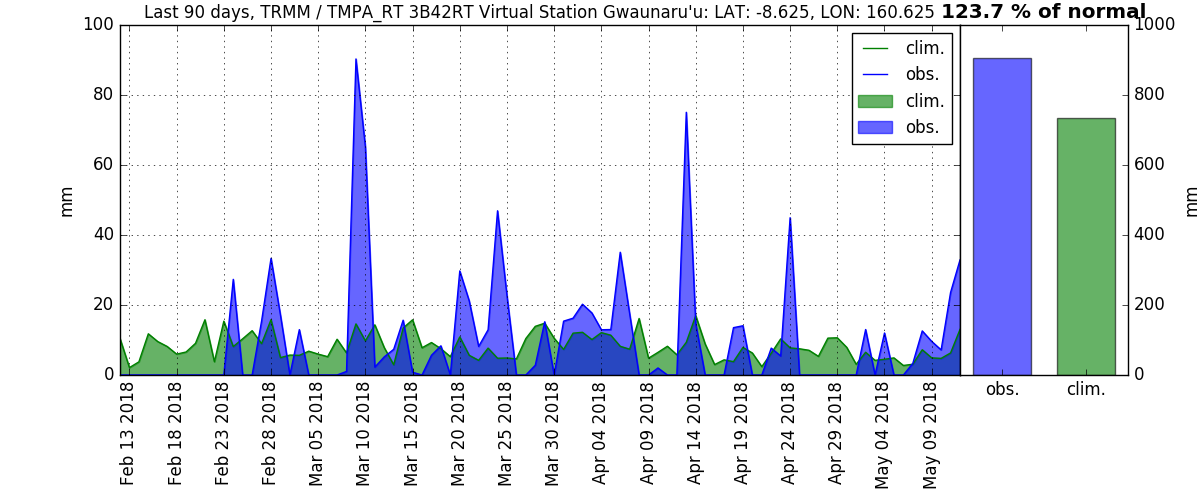 Last 90 days, TRMM / TMPA_RT 3B42RT Virtual Station Gwaunaru'u: LAT: -8.625, LON: 160.625 123.7 % of normal
100
80
60
40
20
0
mm
clim.
obs.
clim.
obs.
1000
800
600
400
200
0
mm
Feb 13 2018
Feb 18 2018
Feb 23 2018
Feb 28 2018
Mar 05 2018
Mar 10 2018
Mar 15 2018
Mar 20 2018
Mar 25 2018
Mar 30 2018
Apr 04 2018
Apr 09 2018
Apr 14 2018
Apr 19 2018
Apr 24 2018
Apr 29 2018
May 04 2018
May 09 2018
obs.
clim.